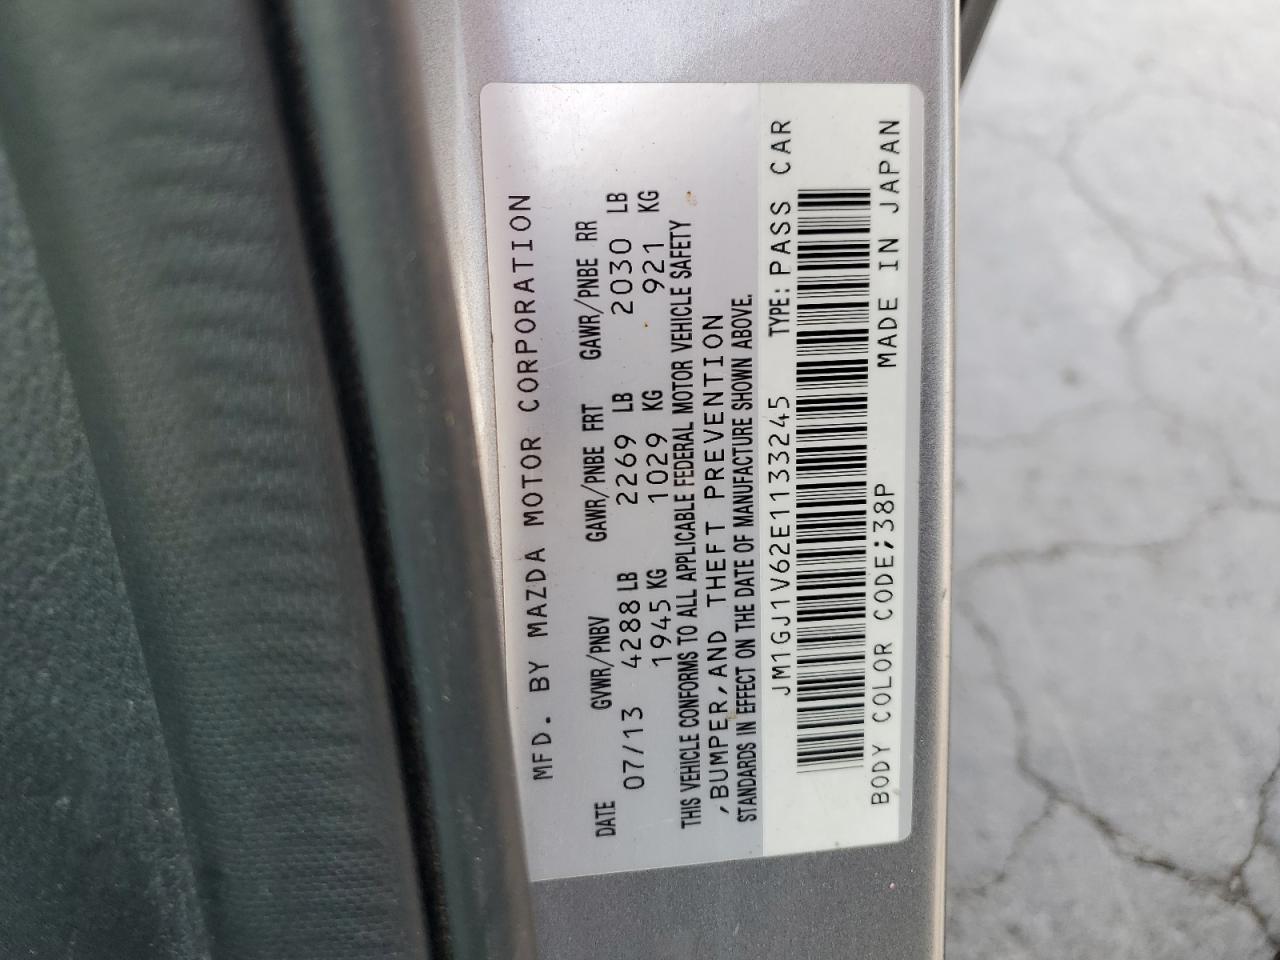 MFD. BY MAZDA MOTOR CORPORATION
DATE GVWR/PNBV GAWR/PNBE FRT GAWR/PNBE RR
07/13 4288 LB 2269 LB 2030 LB
1945 KG 1029 KG 921 KG
THIS VEHICLE CONFORMS TO ALL APPLICABLE FEDERAL MOTOR VEHICLE SAFETY
,BUMPER,AND THEFT PREVENTION
STANDARDS IN EFFECT ON THE DATE OF MANUFACTURE SHOWN ABOVE.
JM1GJ1V62E1133245 TYPE: PASS CAR
BODY COLOR CODE;38P MADE IN JAPAN